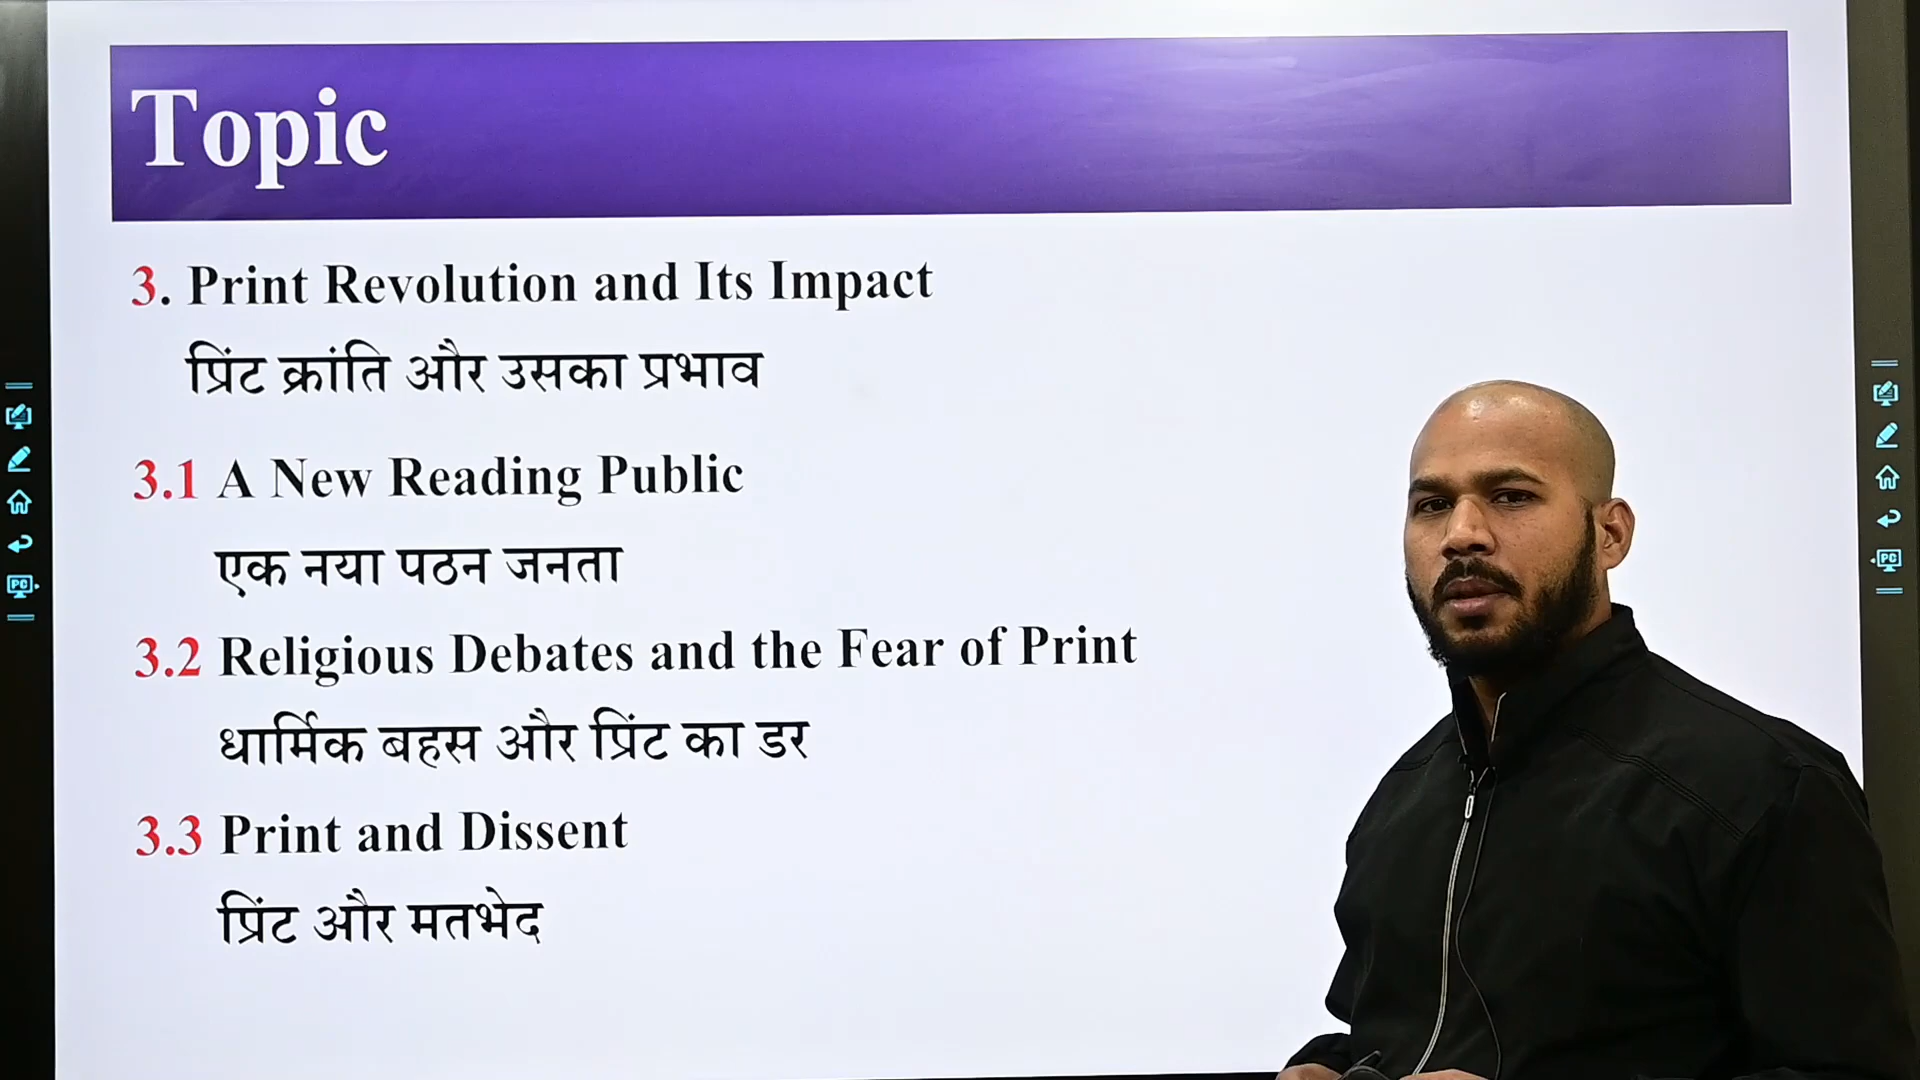 Topic
3. Print Revolution and Its Impact
प्रिंट क्रांति और उसका प्रभाव
3.1 A New Reading Public
एक नया पठन जनता
3.2 Religious Debates and the Fear of Print
धार्मिक बहस और प्रिंट का डर
3.3 Print and Dissent
प्रिंट और मतभेद
PC
PC